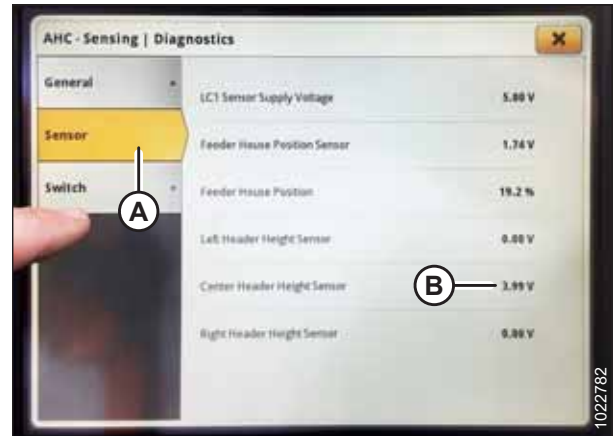 AHC - Sensing | Diagnostics
General
Sensor
Switch
LC1 Sensor Supply Voltage 5.00 V
Feeder House Position Sensor 1.74 V
Feeder House Position 19.2 %
Left Header Height Sensor 0.00 V
Center Header Height Sensor 3.99 V
Right Header Height Sensor 0.00 V
A
B
1022782